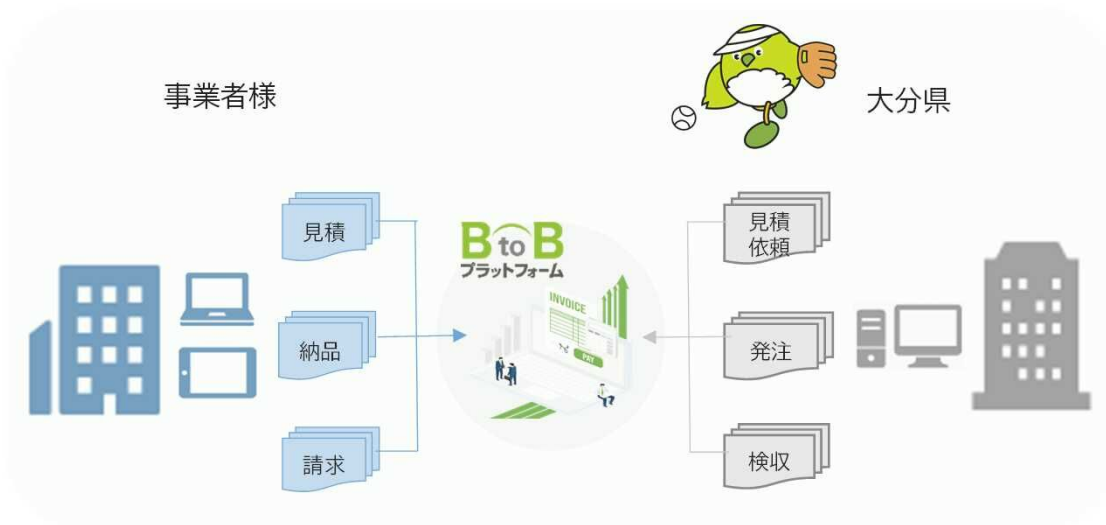 事業者様
大分県
見積
納品
請求
BtoB
プラットフォーム
INVOICE
PAY
見積
依頼
発注
検収